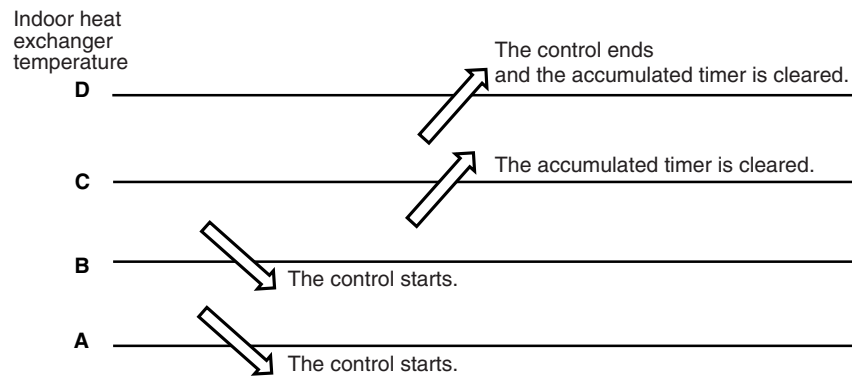 Indoor heat
exchanger
temperature
The control ends
and the accumulated timer is cleared.
D
The accumulated timer is cleared.
C
B
The control starts.
A
The control starts.